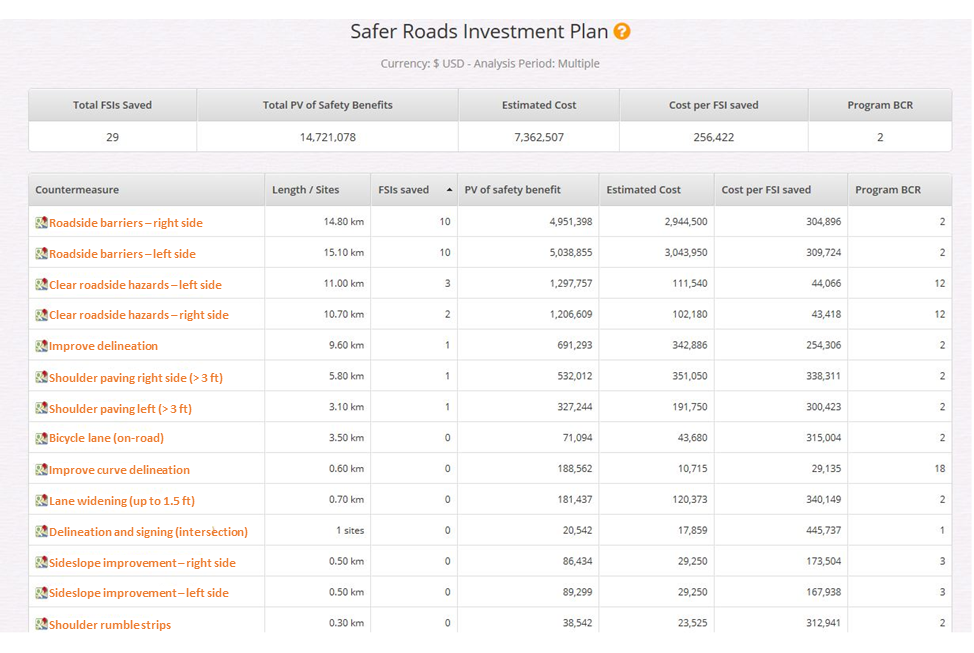 Safer Roads Investment Plan ?
Currency: $ USD - Analysis Period: Multiple
Total FSIs Saved Total PV of Safety Benefits Estimated Cost Cost per FSI saved Program BCR
29 14,721,078 7,362,507 256,422 2
Countermeasure Length / Sites FSIs saved PV of safety benefit Estimated Cost Cost per FSI saved Program BCR
Roadside barriers – right side 14.80 km 10 4,951,398 2,944,500 304,896 2
Roadside barriers – left side 15.10 km 10 5,038,855 3,043,950 309,724 2
Clear roadside hazards – left side 11.00 km 3 1,297,757 111,540 44,066 12
Clear roadside hazards – right side 10.70 km 2 1,206,609 102,180 43,418 12
Improve delineation 9.60 km 1 691,293 342,886 254,306 2
Shoulder paving right side (> 3 ft) 5.80 km 1 532,012 351,050 338,311 2
Shoulder paving left (> 3 ft) 3.10 km 1 327,244 191,750 300,423 2
Bicycle lane (on-road) 3.50 km 0 71,094 43,680 315,004 2
Improve curve delineation 0.60 km 0 188,562 10,715 29,135 18
Lane widening (up to 1.5 ft) 0.70 km 0 181,437 120,373 340,149 2
Delineation and signing (intersection) 1 sites 0 20,542 17,859 445,737 1
Sideslope improvement – right side 0.50 km 0 86,434 29,250 173,504 3
Sideslope improvement – left side 0.50 km 0 89,299 29,250 167,938 3
Shoulder rumble strips 0.30 km 0 38,542 23,525 312,941 2